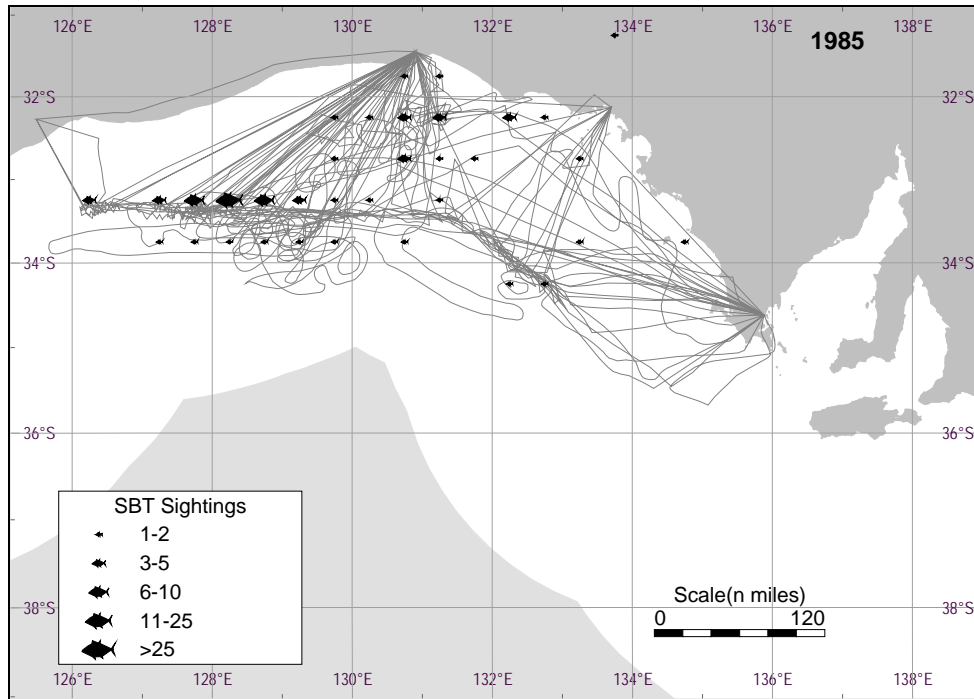 126°E 128°E 130°E 132°E 134°E 136°E 138°E
1985
32°S 32°S
34°S 34°S
36°S 36°S
SBT Sightings
1-2
3-5
6-10
11-25
>25
Scale(n miles)
0 120
38°S 38°S
126°E 128°E 130°E 132°E 134°E 136°E 138°E